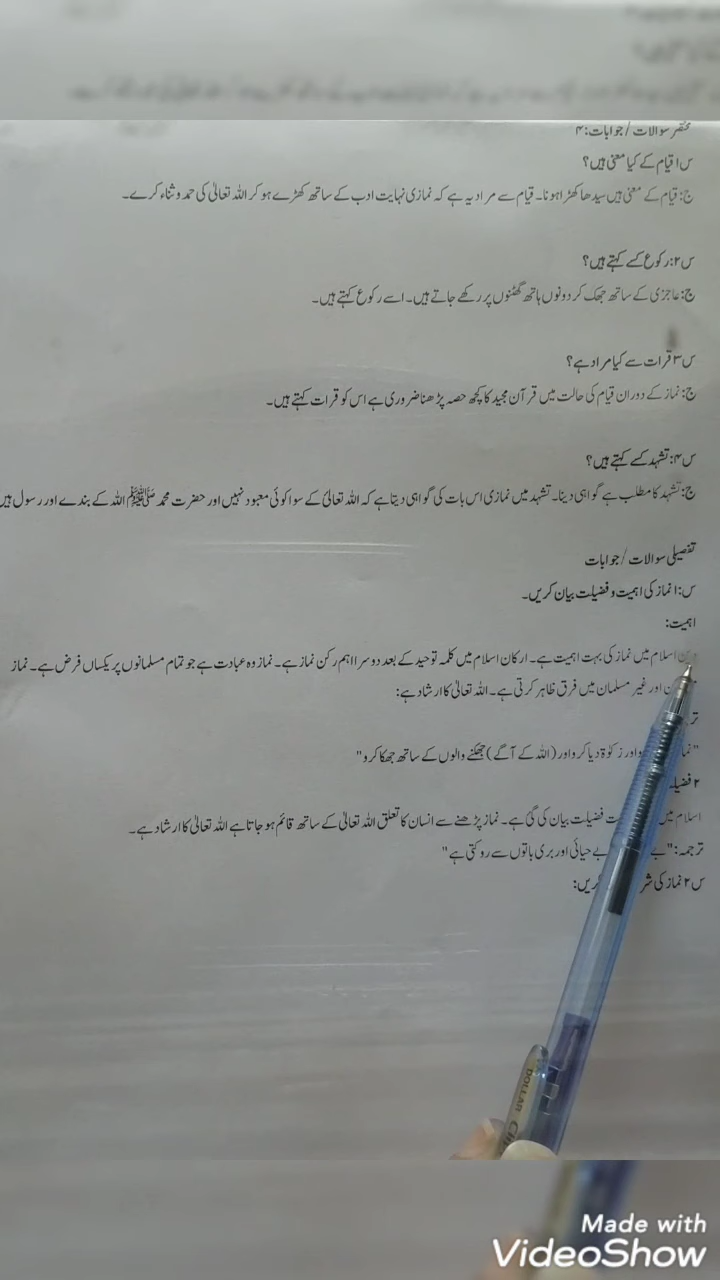 مختصر سوالات / جوابات: ۴
س۱ قیام کے کیا معنی ہیں؟
ج: قیام کے معنی ہیں سیدھا کھڑا ہونا۔ قیام سے مراد یہ ہے کہ نمازی نہایت ادب کے ساتھ کھڑے ہو کر اللہ تعالیٰ کی حمد و ثناء کرے۔
س۲: رکوع کسے کہتے ہیں؟
ج: عاجزی کے ساتھ جھک کر دونوں ہاتھ گھٹنوں پر رکھے جاتے ہیں۔ اسے رکوع کہتے ہیں۔
س۳ قرات سے کیا مراد ہے؟
ج: نماز کے دوران قیام کی حالت میں قرآن مجید کا کچھ حصہ پڑھنا ضروری ہے اس کو قرات کہتے ہیں۔
س۴: تشہد کسے کہتے ہیں؟
ج: تشہد کا مطلب ہے گواہی دینا۔ تشہد میں نمازی اس بات کی گواہی دیتا ہے کہ اللہ تعالیٰ کے سوا کوئی معبود نہیں اور حضرت محمد ﷺ اللہ کے بندے اور رسول ہیں
تفصیلی سوالات / جوابات
س:۱ نماز کی اہمیت و فضیلت بیان کریں۔
اہمیت:
دین اسلام میں نماز کی بہت اہمیت ہے۔ ارکان اسلام میں کلمہ توحید کے بعد دوسرا اہم رکن نماز ہے۔ نماز وہ عبادت ہے جو تمام مسلمانوں پر یکساں فرض ہے۔ نماز
اور غیر مسلمان میں فرق ظاہر کرتی ہے۔ اللہ تعالیٰ کا ارشاد ہے:
اور زکوٰۃ دیا کرو اور (اللہ کے آگے) جھکنے والوں کے ساتھ جھکا کرو"
۲
اسلام میں فضیلت بیان کی گئی ہے۔ نماز پڑھنے سے انسان کا تعلق اللہ تعالیٰ کے ساتھ قائم ہو جاتا ہے اللہ تعالیٰ کا ارشاد ہے۔
ترجمہ: " بے حیائی اور بری باتوں سے روکتی ہے"
س۲ نماز کی کریں:
DOLLAR
Made with
VideoShow